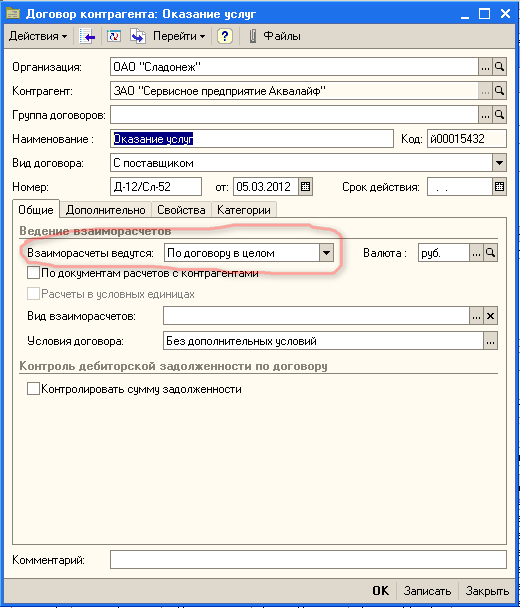 Договор контрагента: Оказание услуг
Действия Перейти ? Файлы
Организация: ОАО "Сладонеж" ...
Контрагент: ЗАО "Сервисное предприятие Аквалайф" ...
Группа договоров: ...
Наименование : Оказание услуг Код: й00015432
Вид договора: С поставщиком
Номер: Д-12/Сл-52 от: 05.03.2012 Срок действия: . .
Общие Дополнительно Свойства Категории
Ведение взаиморасчетов
Взаиморасчеты ведутся: По договору в целом Валюта : руб. ...
По документам расчетов с контрагентами
Расчеты в условных единицах
Вид взаиморасчетов: ... x
Условия договора: Без дополнительных условий ...
Контроль дебиторской задолженности по договору
Контролировать сумму задолженности
Комментарий:
OK Записать Закрыть